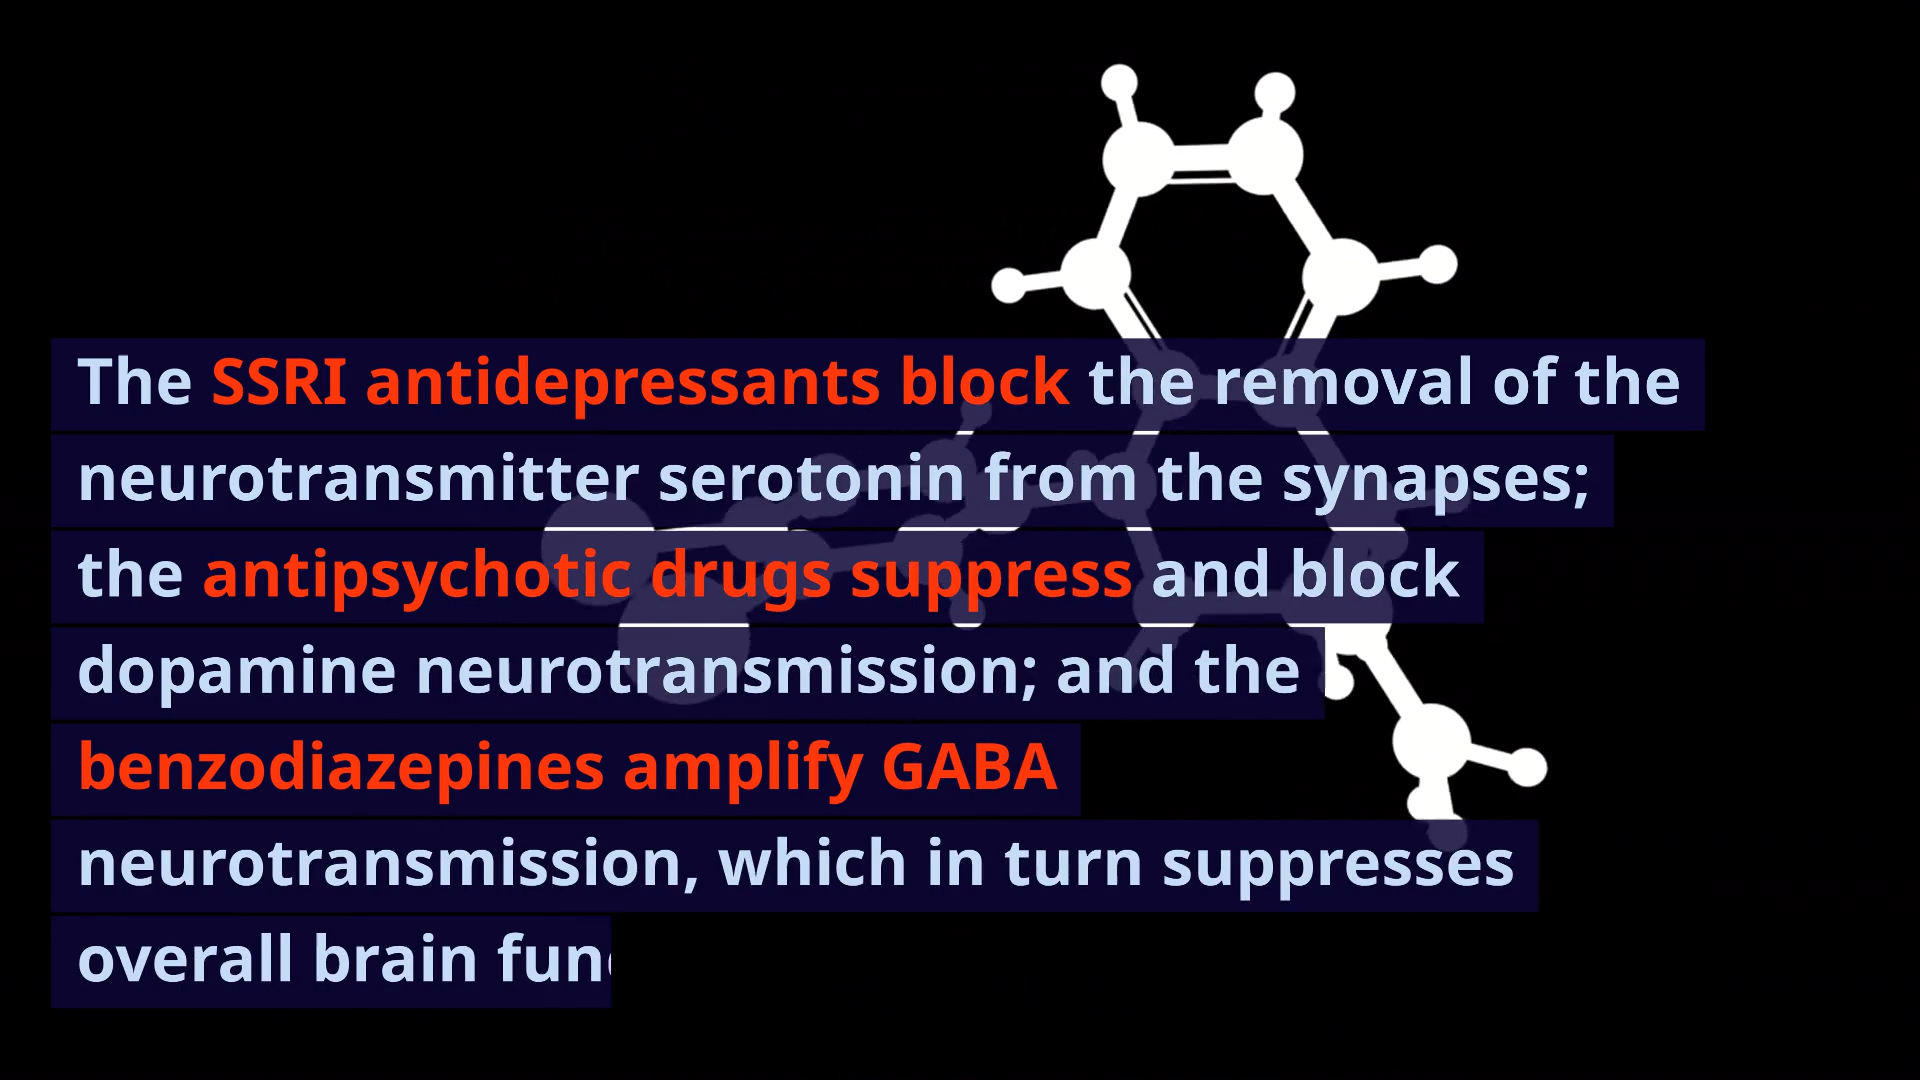 The SSRI antidepressants block the removal of the
neurotransmitter serotonin from the synapses;
the antipsychotic drugs suppress and block
dopamine neurotransmission; and the
benzodiazepines amplify GABA
neurotransmission, which in turn suppresses
overall brain